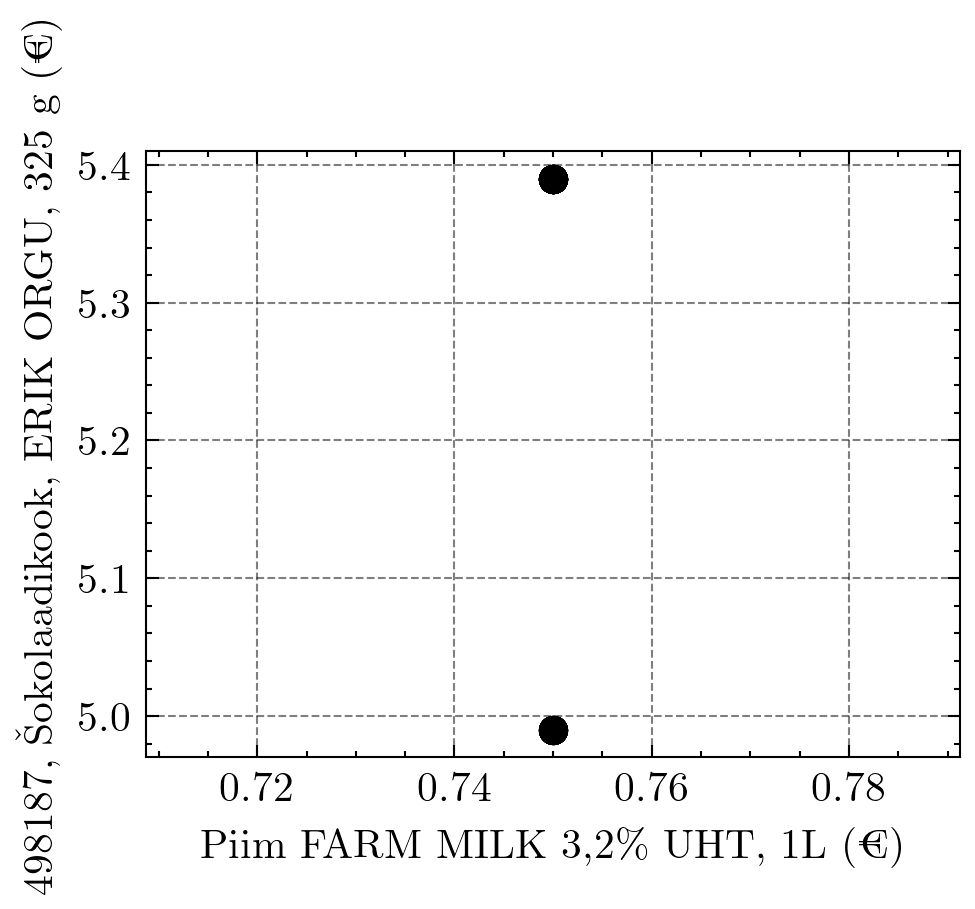 498187, Šokolaadikook, ERIK ORGU, 325 g (€)
5.4
5.3
5.2
5.1
5.0
0.72 0.74 0.76 0.78
Piim FARM MILK 3,2% UHT, 1L (€)